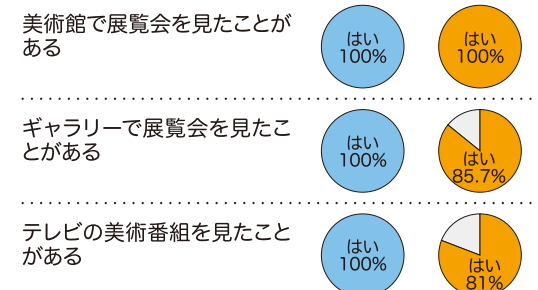 美術館で展覧会を見たことが
ある
はい
100%
はい
100%
ギャラリーで展覧会を見たこ
とがある
はい
100%
はい
85.7%
テレビの美術番組を見たこと
がある
はい
100%
はい
81%